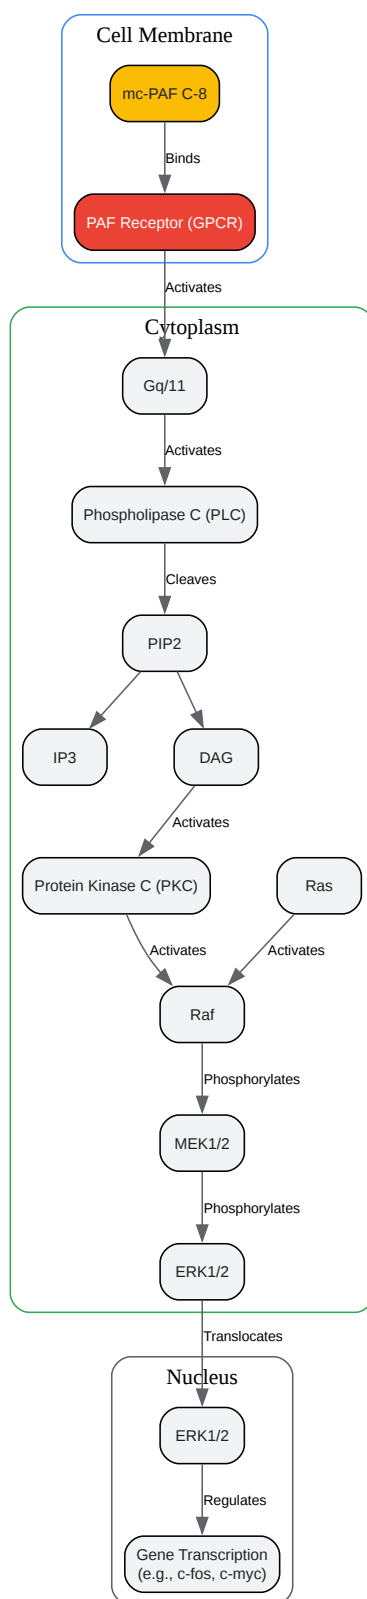 Cell Membrane
mc-PAF C-8
Binds
PAF Receptor (GPCR)
Activates
Cytoplasm
Gq/11
Activates
Phospholipase C (PLC)
Cleaves
PIP2
IP3
DAG
Activates
Protein Kinase C (PKC)
Ras
Activates
Activates
Raf
Phosphorylates
MEK1/2
Phosphorylates
ERK1/2
Translocates
Nucleus
ERK1/2
Regulates
Gene Transcription
(e.g., c-fos, c-myc)